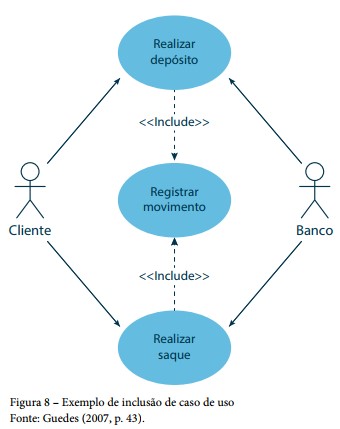 Realizar
depósito
<<Include>>
Cliente
Registrar
movimento
Banco
<<Include>>
Realizar
saque
Figura 8 – Exemplo de inclusão de caso de uso
Fonte: Guedes (2007, p. 43).